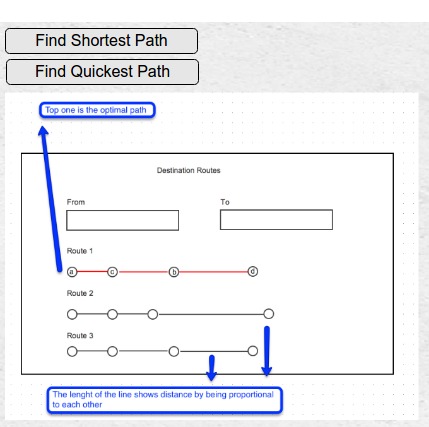 Find Shortest Path
Find Quickest Path
Top one is the optimal path
Destination Routes
From
To
Route 1
a c b d
Route 2
Route 3
The lenght of the line shows distance by being proportional
to each other